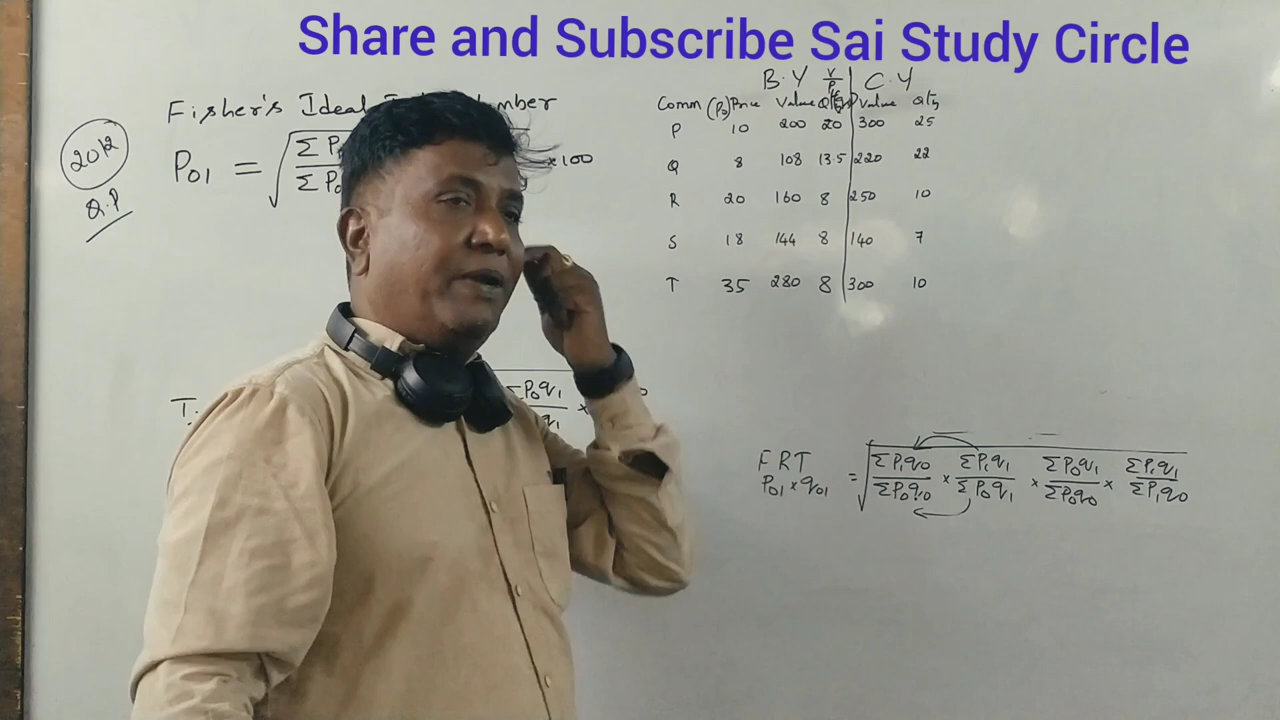 Share and Subscribe Sai Study Circle
B.Y V/P C.Y
Fisher's Ideal
Comm (P0) Price Value Qty Value Qty
P 10 200 20 300 25
2012
Q.P
P01 = √ ×100
Q 8 108 13.5 220 22
R 20 160 8 250 10
S 18 144 8 140 7
T 35 280 8 300 10
T.
ΣP0q1
FRT
P01 × q01 = √ ΣP1q0/ΣP0q0 × ΣP1q1/ΣP0q1 × ΣP0q1/ΣP0q0 × ΣP1q1/ΣP1q0